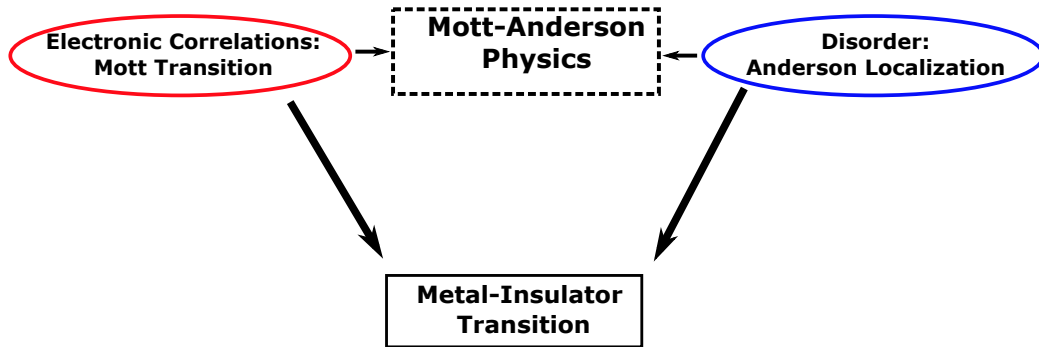 Electronic Correlations:
Mott Transition
Mott-Anderson
Physics
Disorder:
Anderson Localization
Metal-Insulator
Transition